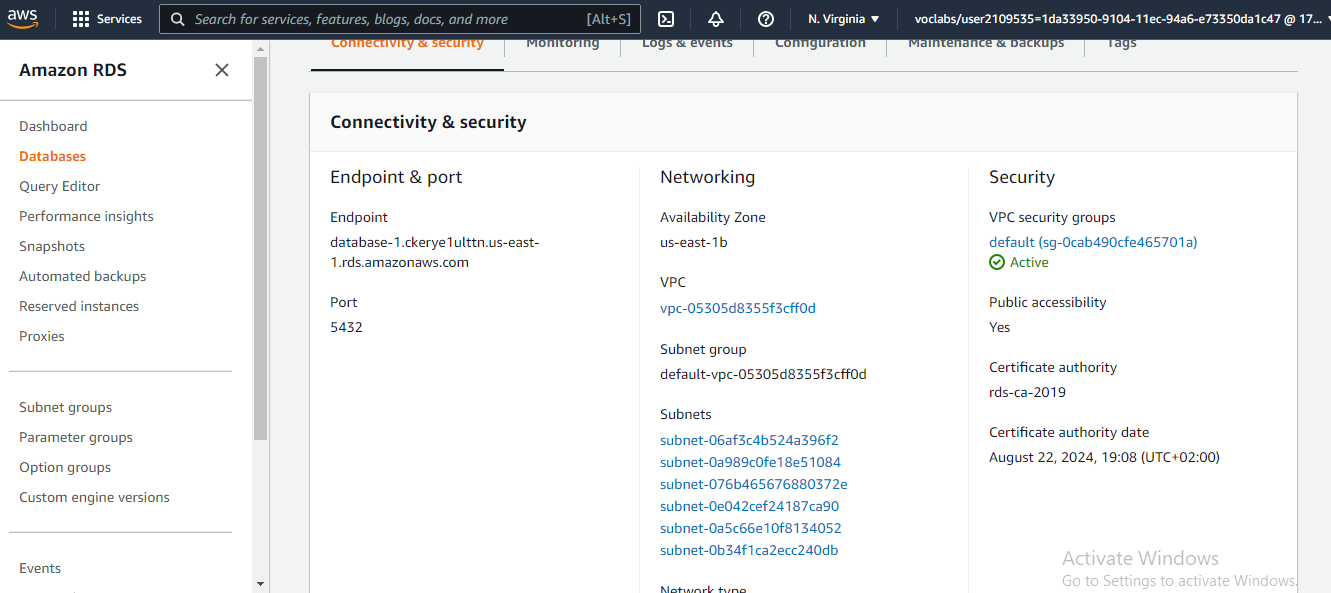 aws
Services
Search for services, features, blogs, docs, and more
[Alt+S]
N. Virginia
voclabs/user2109535=1da33950-9104-11ec-94a6-e73350da1c47 @ 17...
Amazon RDS
Dashboard
Databases
Query Editor
Performance insights
Snapshots
Automated backups
Reserved instances
Proxies
Subnet groups
Parameter groups
Option groups
Custom engine versions
Events
Connectivity & security
Monitoring
Logs & events
Configuration
Maintenance & backups
Tags
Connectivity & security
Endpoint & port
Endpoint
database-1.ckerye1ulttn.us-east-
1.rds.amazonaws.com
Port
5432
Networking
Availability Zone
us-east-1b
VPC
vpc-05305d8355f3cff0d
Subnet group
default-vpc-05305d8355f3cff0d
Subnets
subnet-06af3c4b524a396f2
subnet-0a989c0fe18e51084
subnet-076b465676880372e
subnet-0e042cef24187ca90
subnet-0a5c66e10f8134052
subnet-0b34f1ca2ecc240db
Network type
Security
VPC security groups
default (sg-0cab490cfe465701a)
Active
Public accessibility
Yes
Certificate authority
rds-ca-2019
Certificate authority date
August 22, 2024, 19:08 (UTC+02:00)
Activate Windows
Go to Settings to activate Windows.